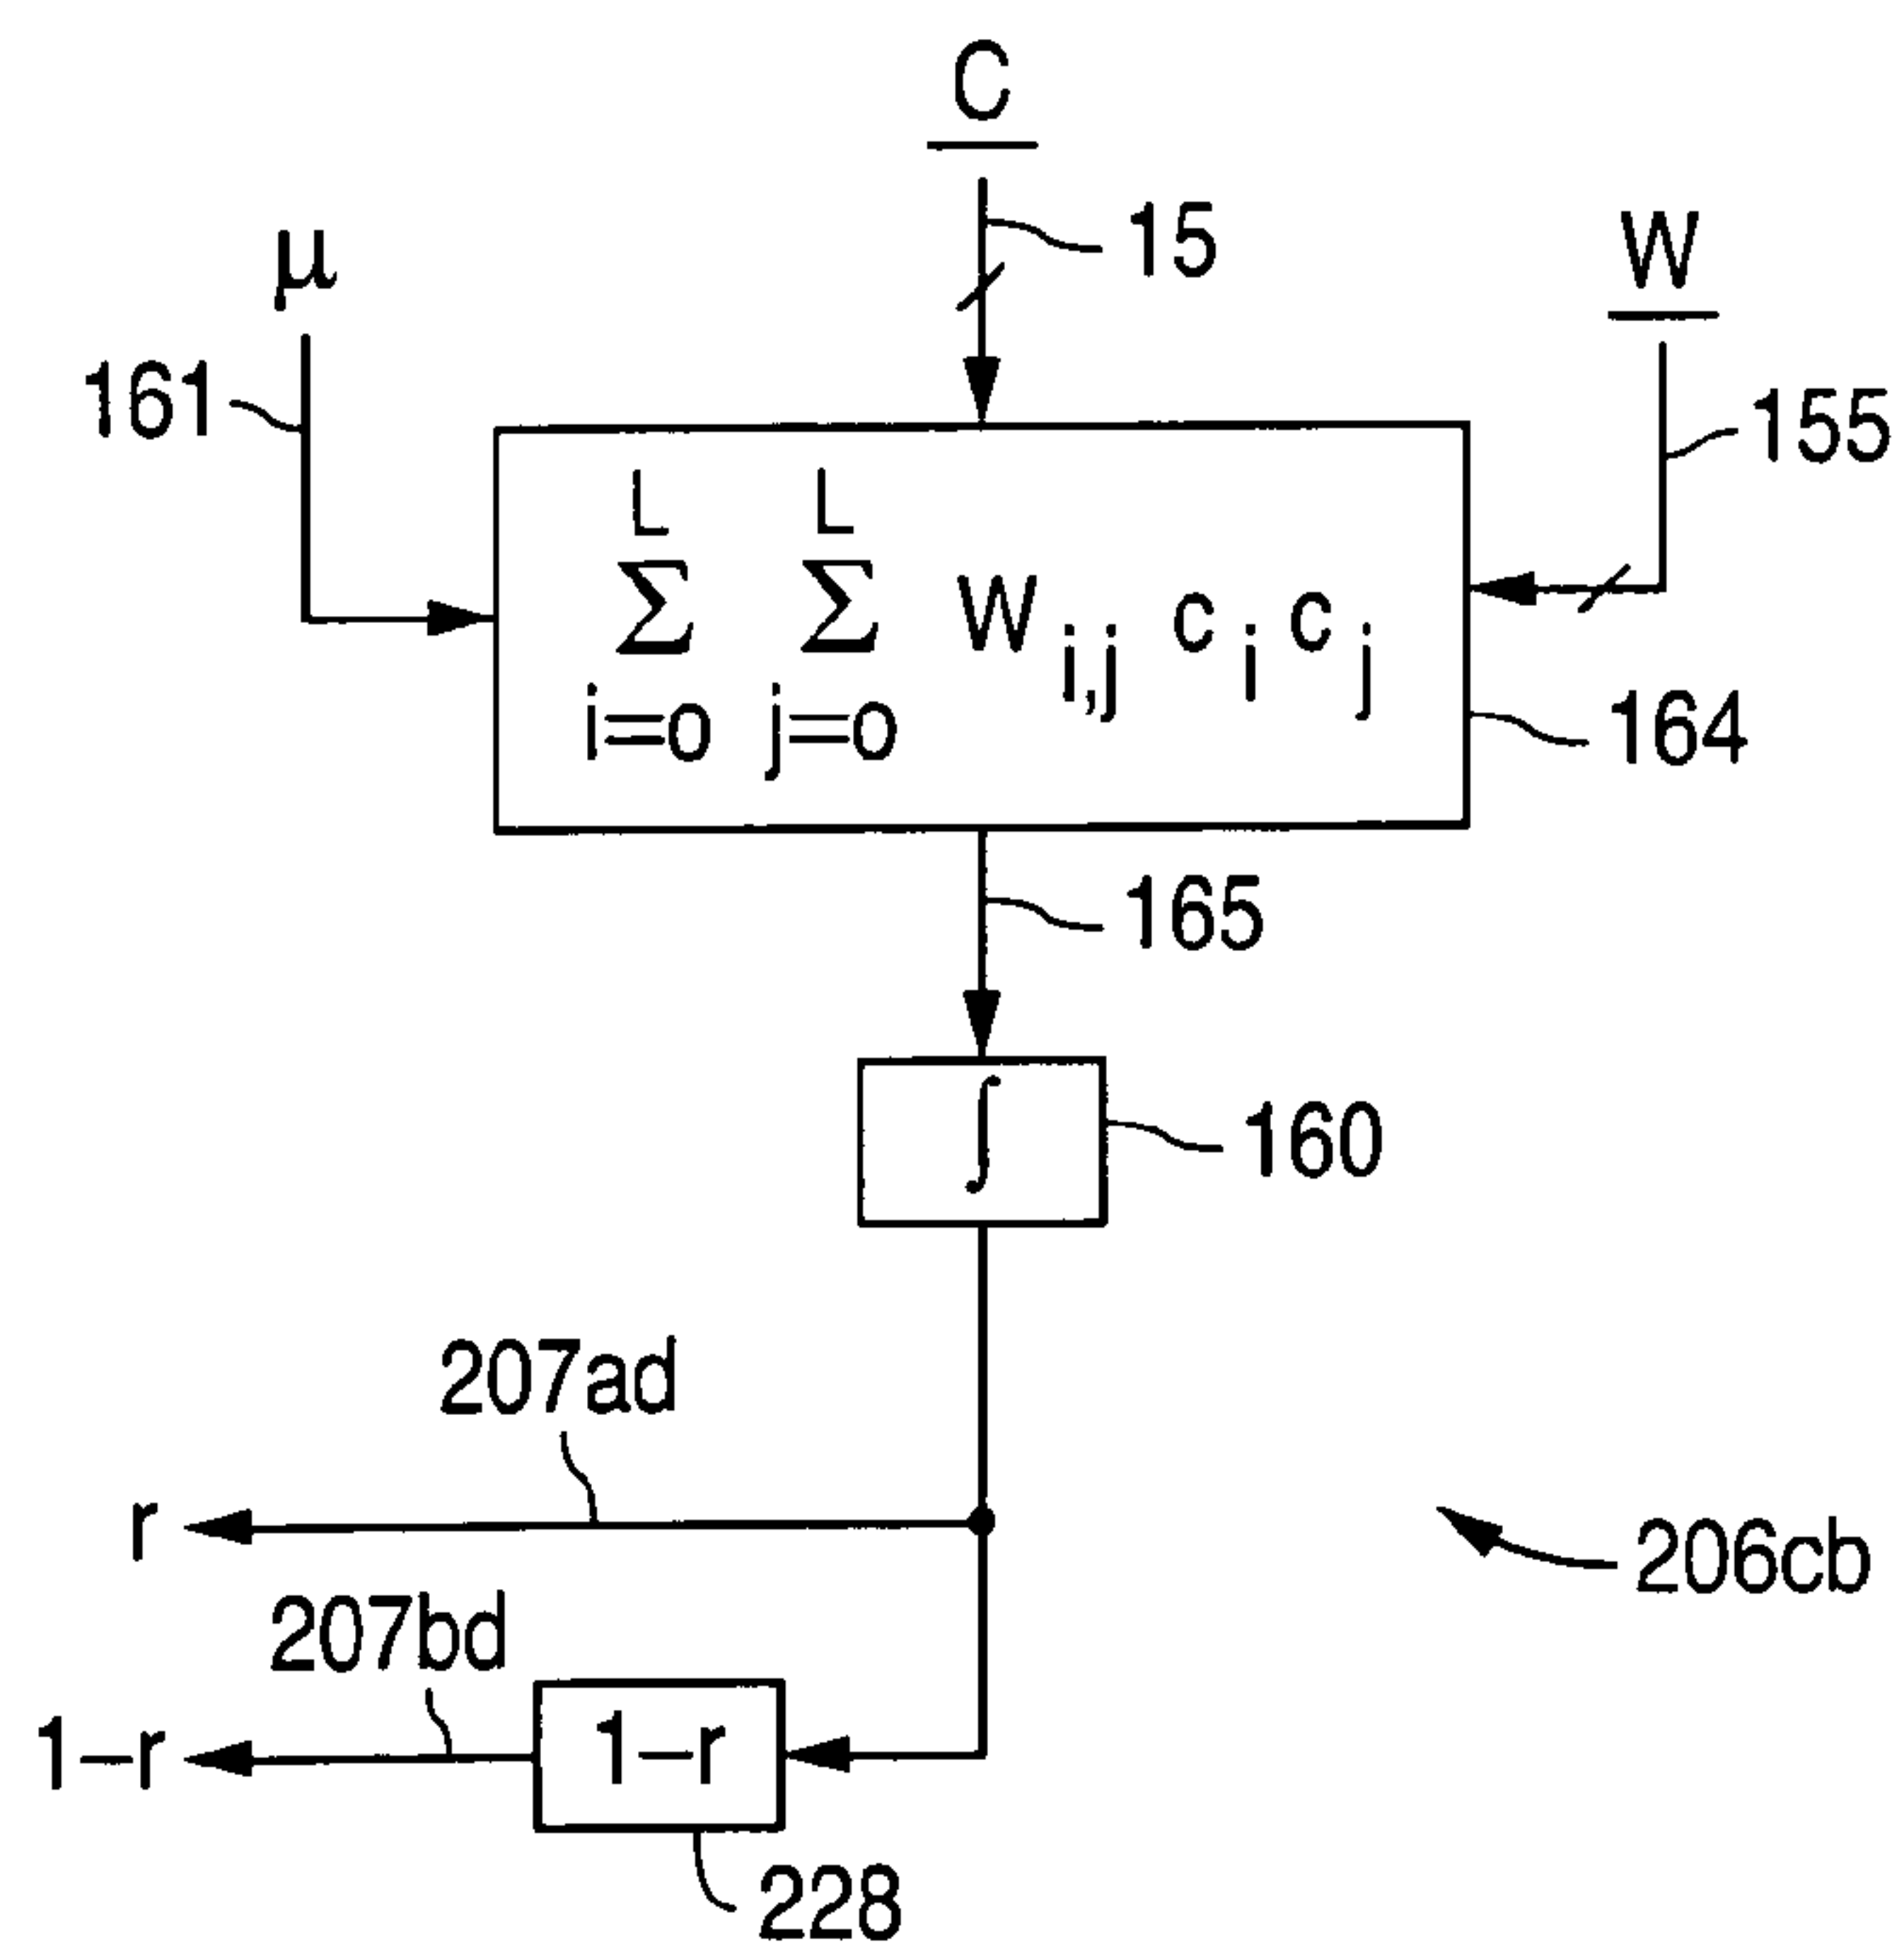 C
15
µ
W
161
155
L L
Σ Σ w i,j c i c j
i=o j=o
164
165
∫
160
207ad
r
206cb
207bd
1–r
1–r
228